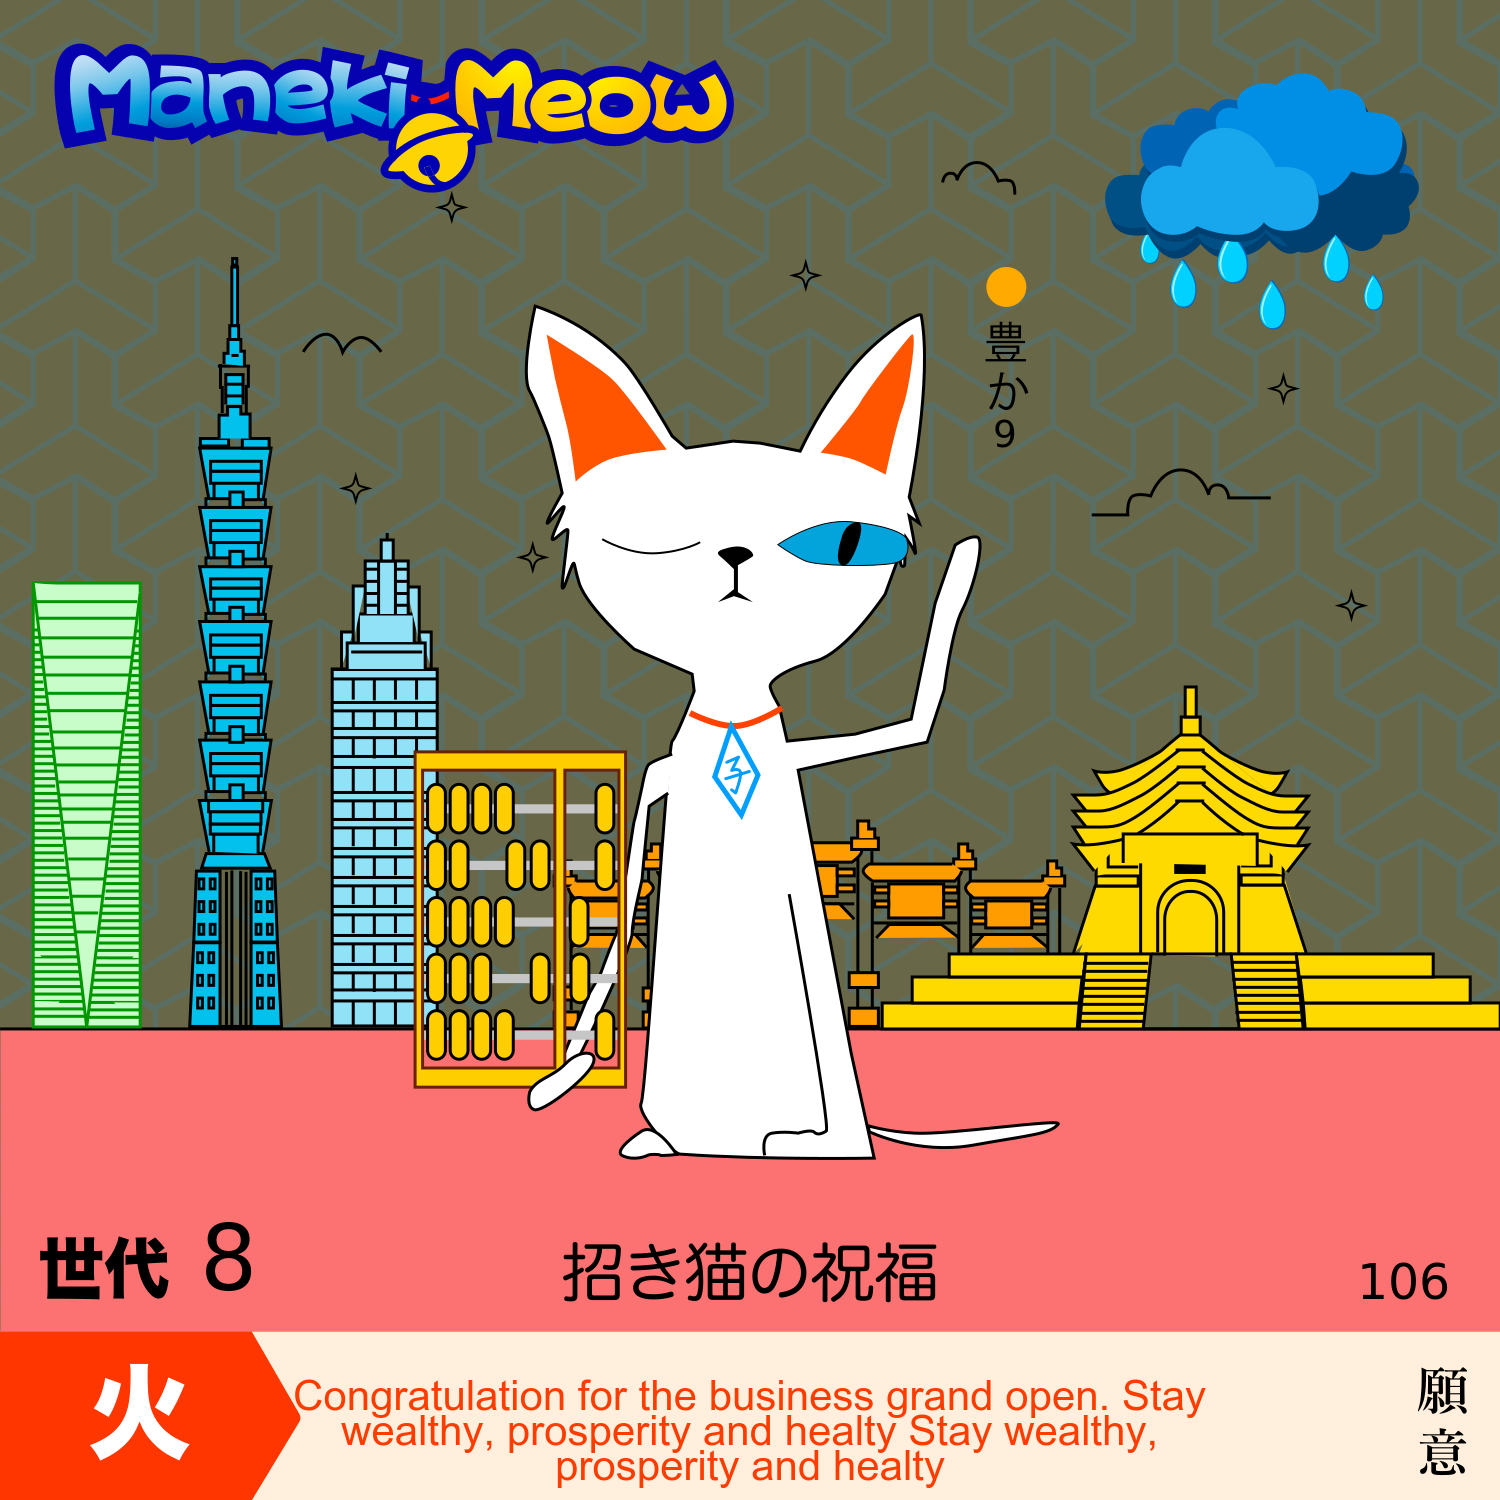 Maneki-Meow
豊か9
子
世代 8
招き猫の祝福
106
火
Congratulation for the business grand open. Stay
wealthy, prosperity and healty Stay wealthy,
prosperity and healty
願意